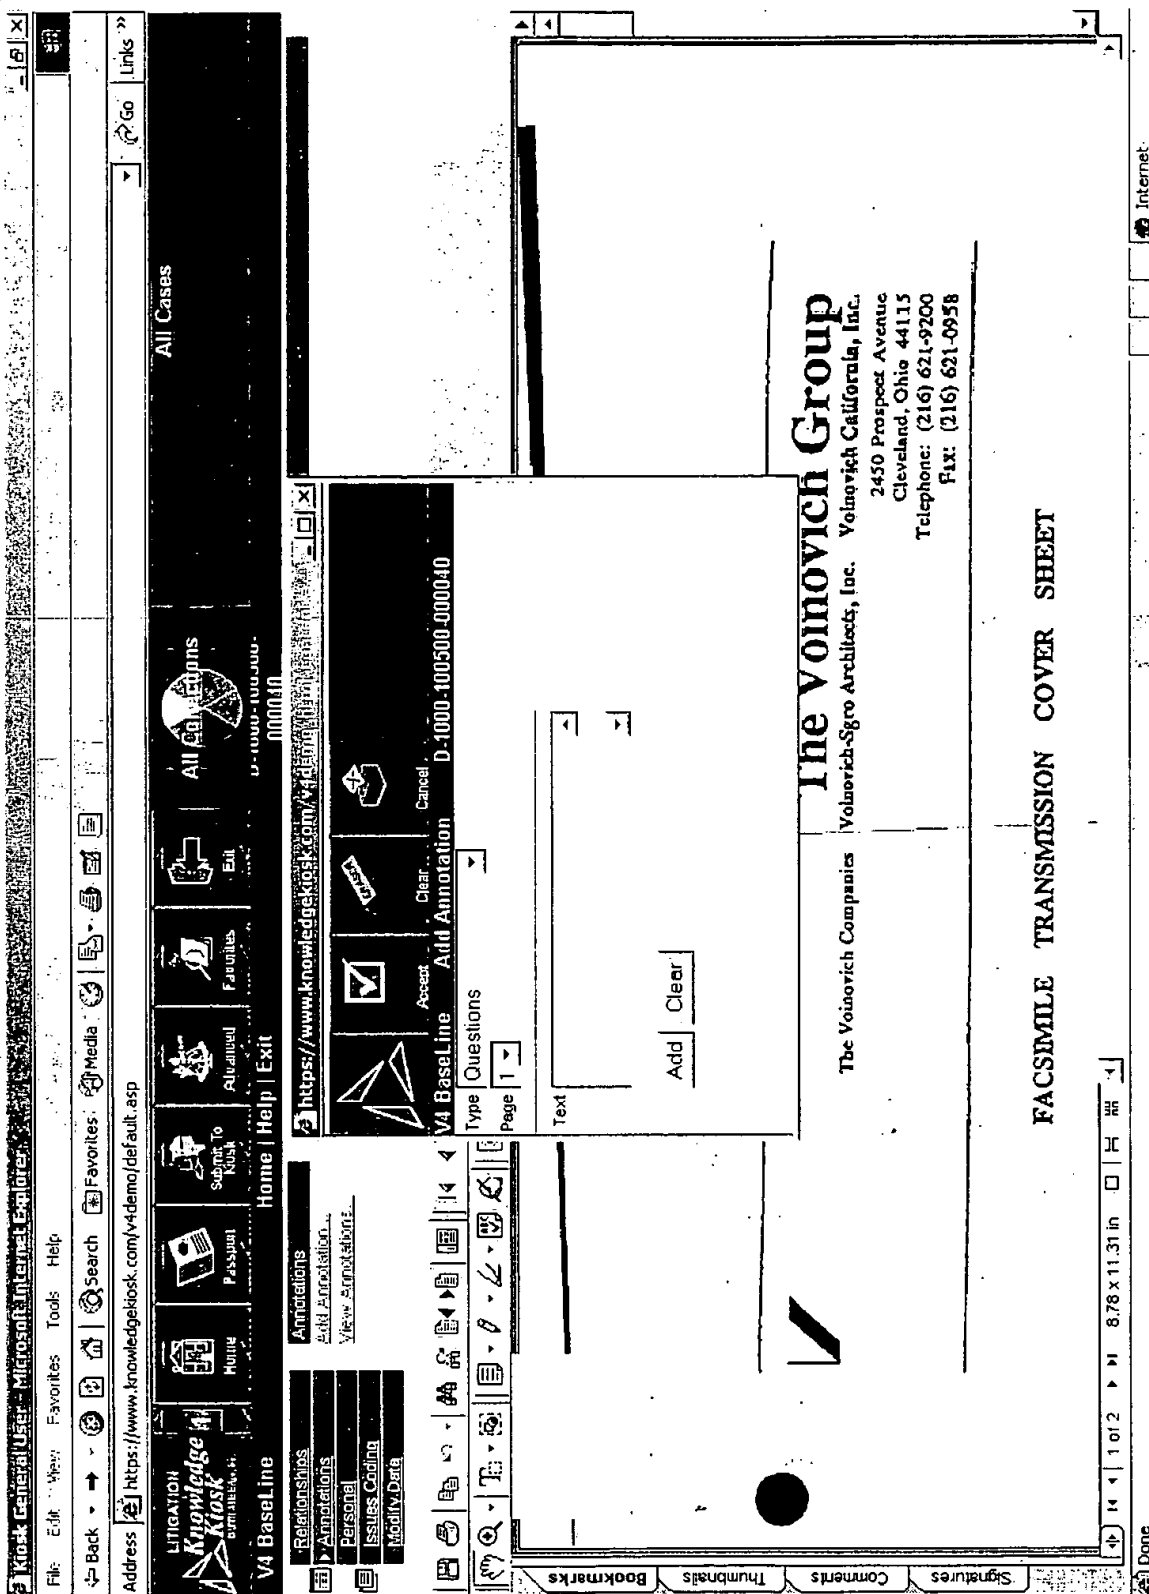 Kiosk General User - Microsoft Internet Explorer
File Edit View Favorites Tools Help
Back Search Favorites Media
Address https://www.knowledgekiosk.com/v4demo/default.asp Go Links »
LITIGATION
Knowledge
Kiosk
Home Passport Submit To Kiosk Advanced Favorites Exit
All Collections
All Cases
V4 BaseLine Home | Help | Exit
000040
Relationships
Annotations
Personal
Issues Coding
Modify Data
Annotations
Add Annotation...
View Annotations...
https://www.knowledgekiosk.com/v4demo/
Accept Clear Cancel
V4 BaseLine Add Annotation D-1000-100500-000040
Type Questions
Page 1
Text
Add Clear
Bookmarks
Thumbnails
Comments
Signatures
The Voinovich Group
The Voinovich Companies Voinovich-Sgro Architects, Inc. Voinovich California, Inc.
2450 Prospect Avenue
Cleveland, Ohio 44115
Telephone: (216) 621-9200
Fax: (216) 621-0958
FACSIMILE TRANSMISSION COVER SHEET
1 of 2 8.78 x 11.31 in
Done Internet